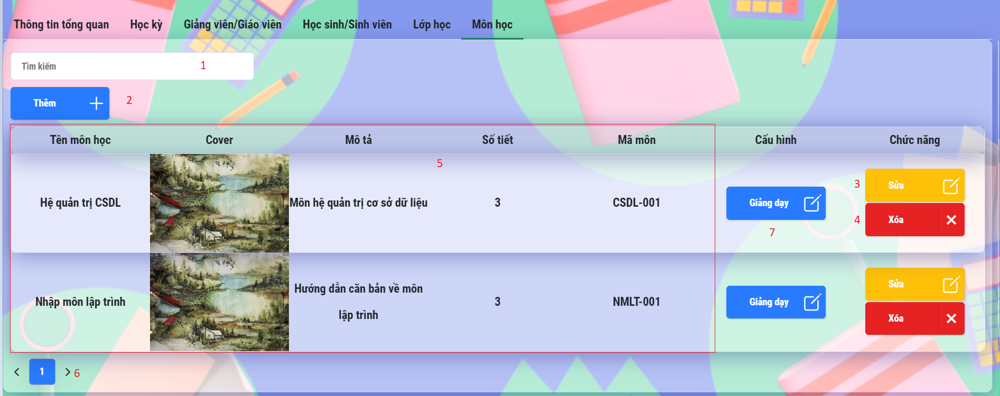 Thông tin tổng quan Học kỳ Giảng viên/Giáo viên Học sinh/Sinh viên Lớp học Môn học
Tìm kiếm 1
Thêm 2
Tên môn học Cover Mô tả Số tiết Mã môn Cấu hình Chức năng
5
Hệ quản trị CSDL Môn hệ quản trị cơ sở dữ liệu 3 CSDL-001 Giảng dạy
3 Sửa
4 Xóa
7
Nhập môn lập trình Hướng dẫn căn bản về môn
lập trình 3 NMLT-001 Giảng dạy
Sửa
Xóa
1 6